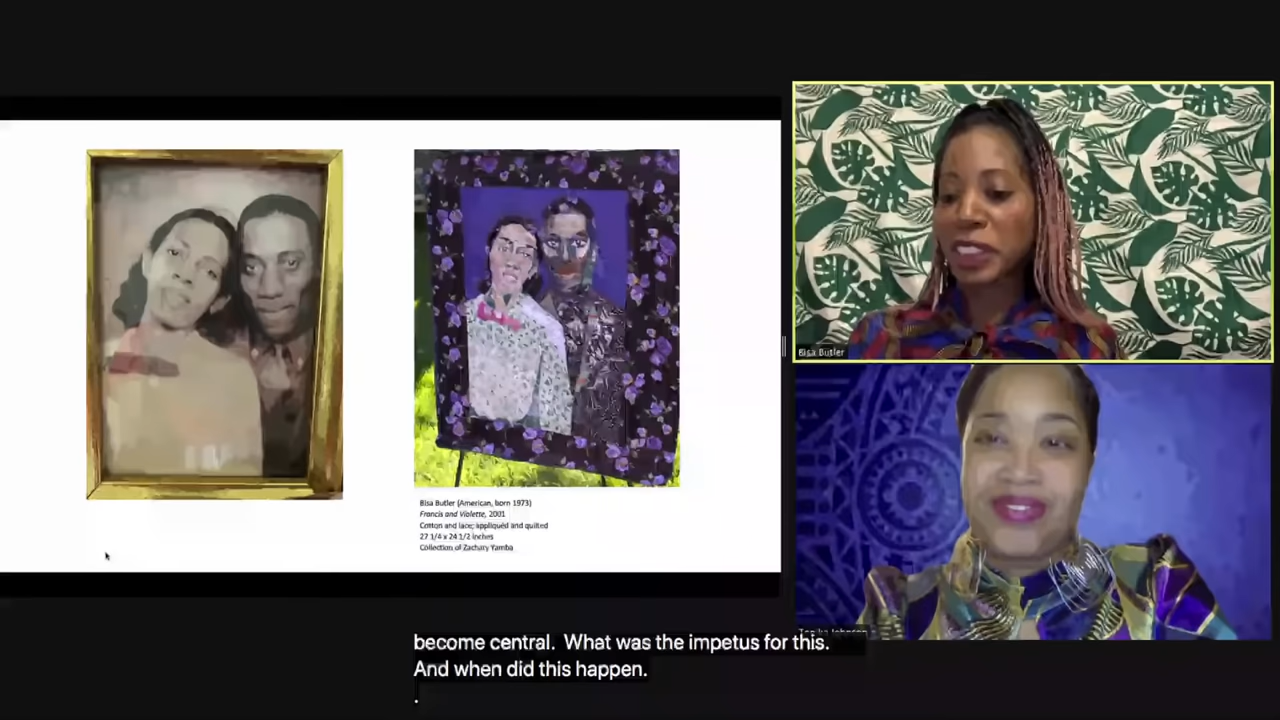 Bisa Butler (American, born 1973)
Francis and Violette, 2001
Cotton and lace; appliquéd and quilted
27 1/4 x 24 1/2 inches
Collection of Zachary Yamba
Bisa Butler
Johnson
become central.  What was the impetus for this.
And when did this happen.
.